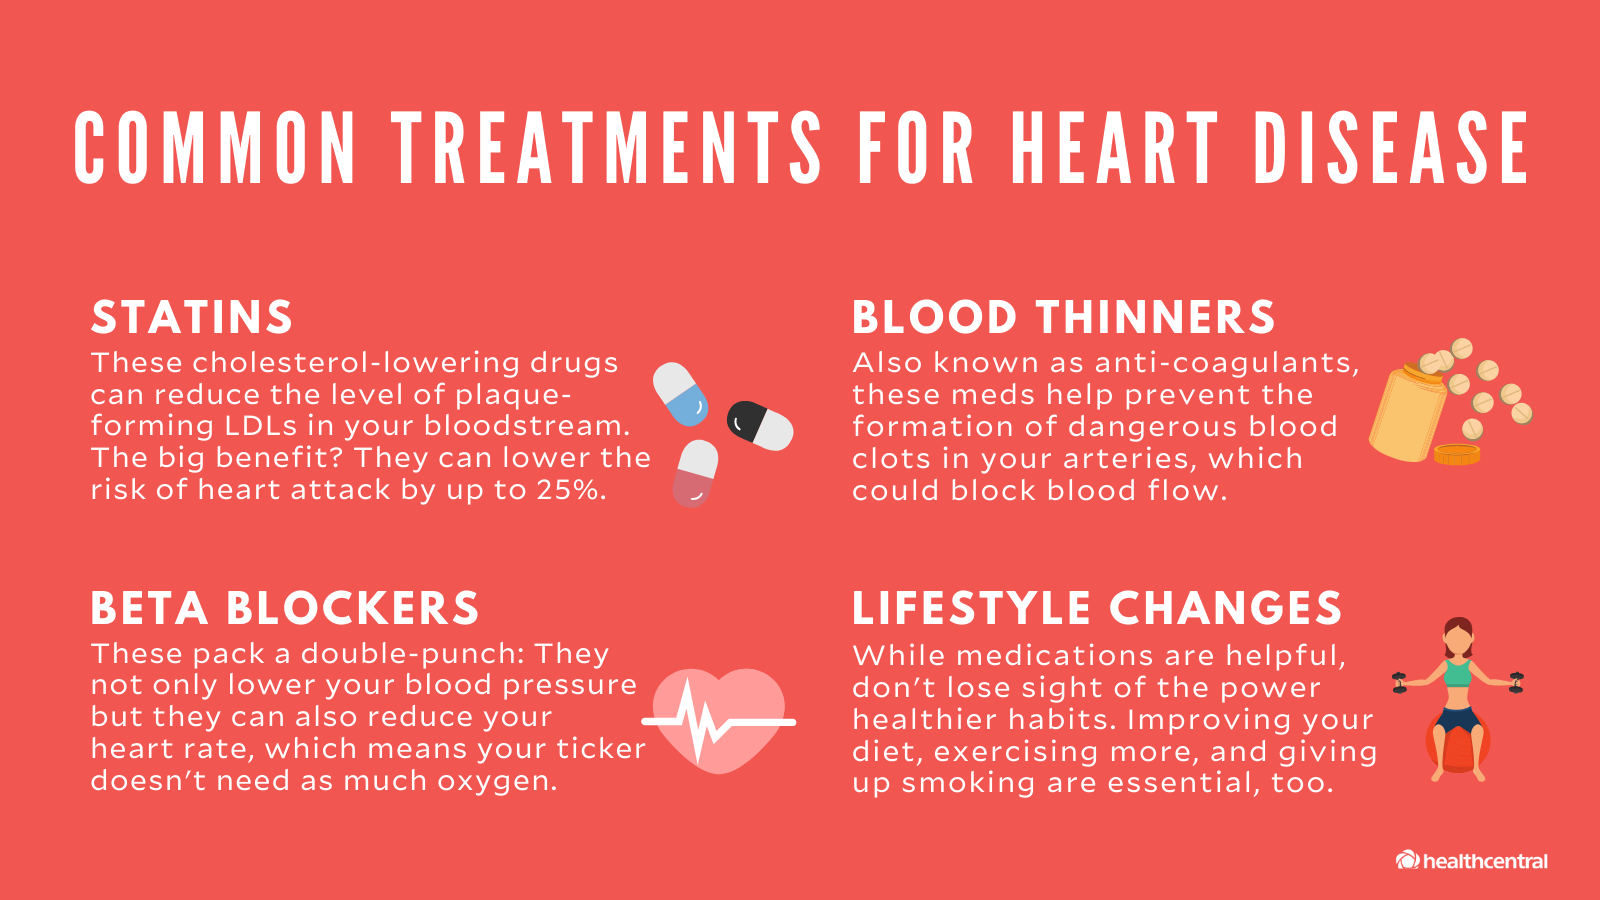 COMMON TREATMENTS FOR HEART DISEASE
STATINS
These cholesterol-lowering drugs
can reduce the level of plaque-
forming LDLs in your bloodstream.
The big benefit? They can lower the
risk of heart attack by up to 25%.
BLOOD THINNERS
Also known as anti-coagulants,
these meds help prevent the
formation of dangerous blood
clots in your arteries, which
could block blood flow.
BETA BLOCKERS
These pack a double-punch: They
not only lower your blood pressure
but they can also reduce your
heart rate, which means your ticker
doesn't need as much oxygen.
LIFESTYLE CHANGES
While medications are helpful,
don't lose sight of the power
healthier habits. Improving your
diet, exercising more, and giving
up smoking are essential, too.
healthcentral